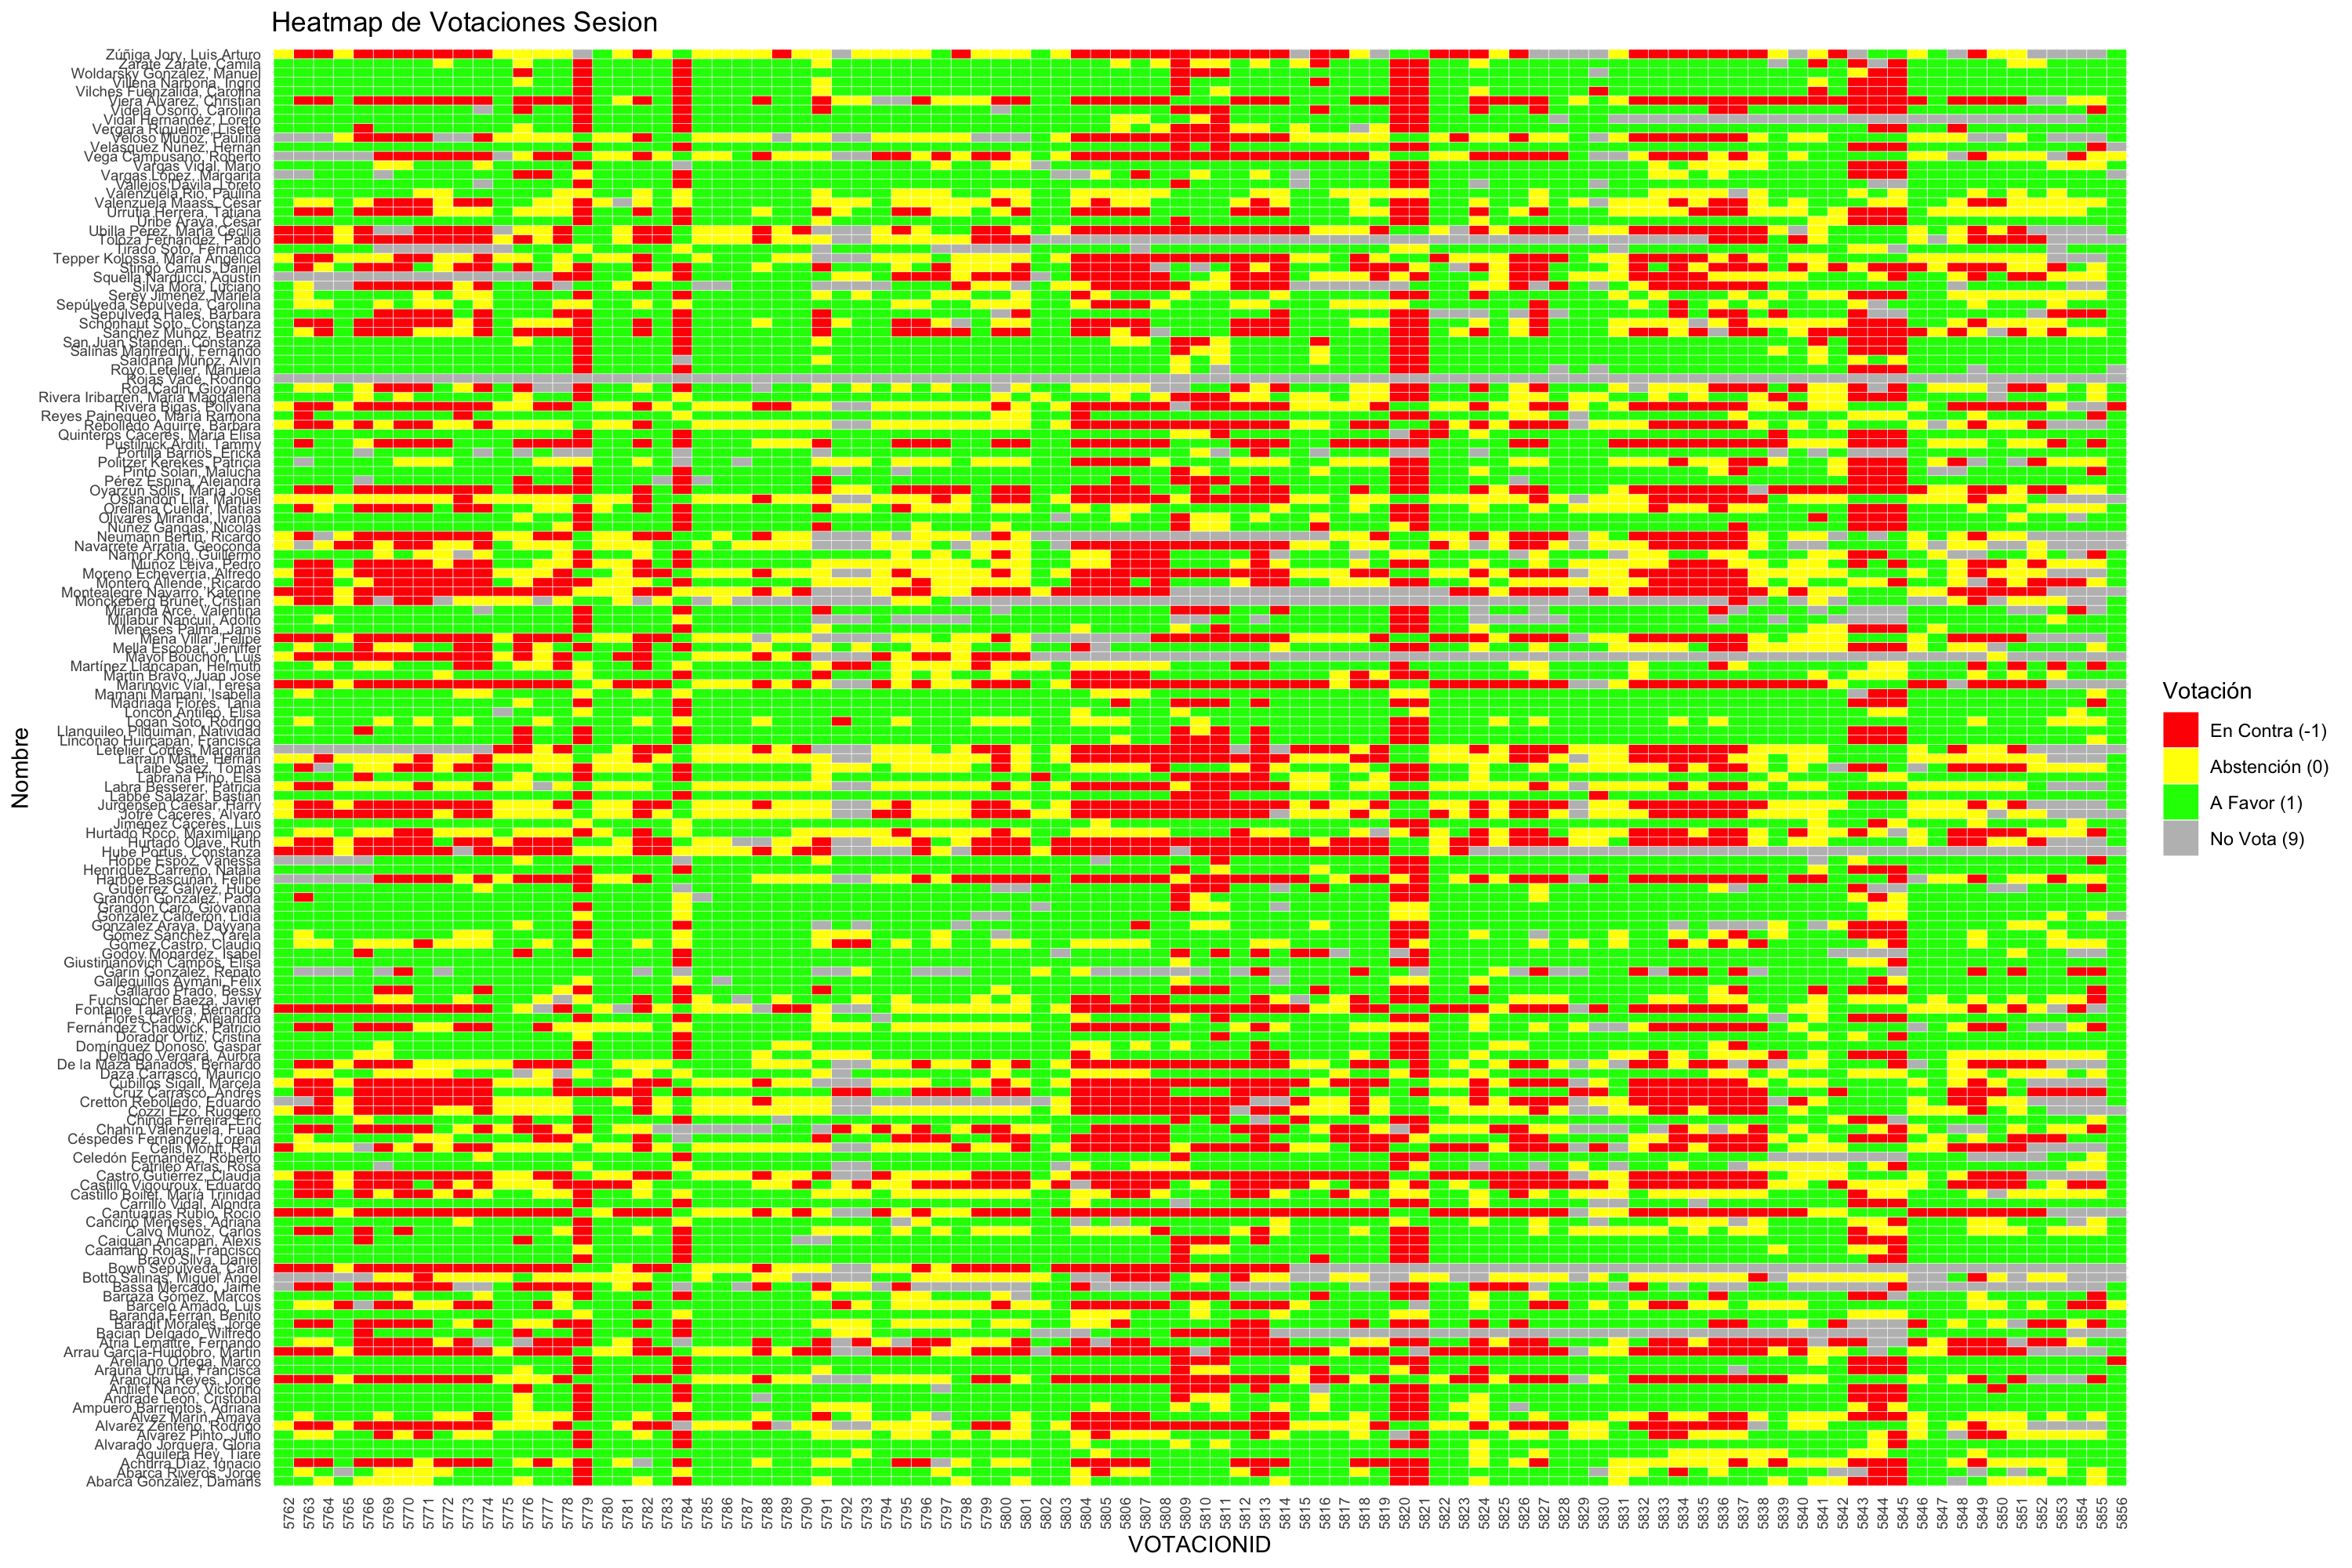 Heatmap de Votaciones Sesion
Zúñiga Jory, Luis Arturo
Zárate Zárate, Camila
Woldarsky González, Manuel
Villena Narbona, Ingrid
Vilches Fuenzalida, Carolina
Viera Álvarez, Christian
Videla Osorio, Carolina
Vidal Hernández, Loreto
Vergara Riquelme, Lisette
Veloso Muñoz, Paulina
Velásquez Núñez, Hernán
Vega Campusano, Roberto
Vargas Vidal, Mario
Vargas López, Margarita
Vallejos Dávila, Loreto
Valenzuela Rio, Paulina
Valenzuela Maass, César
Urrutia Herrera, Tatiana
Uribe Araya, César
Ubilla Pérez, María Cecilia
Toloza Fernández, Pablo
Tirado Soto, Fernando
Tepper Kolossa, María Angélica
Stingo Camus, Daniel
Squella Narducci, Agustín
Silva Mora, Luciano
Serey Jiménez, Mariela
Sepúlveda Sepúlveda, Carolina
Sepúlveda Hales, Bárbara
Schonhaut Soto, Constanza
Sánchez Muñoz, Beatriz
San Juan Standen, Constanza
Salinas Manfredini, Fernando
Saldaña Muñoz, Alvin
Royo Letelier, Manuela
Rojas Vade, Rodrigo
Roa Cadin, Giovanna
Rivera Iribarren, María Magdalena
Rivera Bigas, Pollyana
Reyes Painequeo, María Ramona
Rebolledo Aguirre, Bárbara
Quinteros Cáceres, María Elisa
Pustilnick Arditi, Tammy
Portilla Barrios, Ericka
Politzer Kerekes, Patricia
Pinto Solari, Malucha
Pérez Espina, Alejandra
Oyarzún Solis, María José
Ossandón Lira, Manuel
Orellana Cuellar, Matías
Olivares Miranda, Ivanna
Núñez Gangas, Nicolás
Neumann Bertin, Ricardo
Navarrete Arratia, Geoconda
Namor Kong, Guillermo
Muñoz Leiva, Pedro
Moreno Echeverría, Alfredo
Montero Allende, Ricardo
Montealegre Navarro, Katerine
Monckeberg Bruner, Cristián
Miranda Arce, Valentina
Millabur Ñancuil, Adolfo
Meneses Palma, Janis
Mena Villar, Felipe
Mella Escobar, Jeniffer
Mayol Bouchon, Luis
Martínez Llancapan, Helmuth
Martin Bravo, Juan José
Marinovic Vial, Teresa
Mamani Mamani, Isabella
Madriaga Flores, Tania
Loncon Antileo, Elisa
Logan Soto, Rodrigo
Llanquileo Pilquimán, Natividad
Linconao Huircapán, Francisca
Letelier Cortés, Margarita
Larraín Matte, Hernán
Laibe Saez, Tomás
Labraña Pino, Elsa
Labra Besserer, Patricia
Labbé Salazar, Bastián
Jurgensen Caesar, Harry
Jofré Cáceres, Álvaro
Jiménez Cáceres, Luis
Hurtado Roco, Maximiliano
Hurtado Olave, Ruth
Hube Portus, Constanza
Hoppe Espoz, Vanessa
Henríquez Carreño, Natalia
Harboe Bascuñán, Felipe
Gutiérrez Gálvez, Hugo
Grandón González, Paola
Grandón Caro, Giovanna
González Calderón, Lidia
González Araya, Dayyana
Gómez Sánchez, Yarela
Gómez Castro, Claudio
Godoy Monardez, Isabel
Giustinianovich Campos, Elisa
Garín González, Renato
Galleguillos Aymani, Félix
Gallardo Prado, Bessy
Fuchslocher Baeza, Javier
Fontaine Talavera, Bernardo
Flores Carlos, Alejandra
Fernández Chadwick, Patricio
Dorador Ortiz, Cristina
Domínguez Donoso, Gaspar
Delgado Vergara, Aurora
De la Maza Bañados, Bernardo
Daza Carrasco, Mauricio
Cubillos Sigall, Marcela
Cruz Carrasco, Andrés
Cretton Rebolledo, Eduardo
Cozzi Elzo, Ruggero
Chinga Ferreira, Eric
Chahín Valenzuela, Fuad
Céspedes Fernández, Lorena
Celis Montt, Raúl
Celedón Fernández, Roberto
Catrileo Arias, Rosa
Castro Gutiérrez, Claudia
Castillo Vigouroux, Eduardo
Castillo Boilet, María Trinidad
Carrillo Vidal, Alondra
Cantuarias Rubio, Rocío
Cancino Meneses, Adriana
Calvo Muñoz, Carlos
Caiguan Ancapan, Alexis
Caamaño Rojas, Francisco
Bravo Silva, Daniel
Bown Sepúlveda, Carol
Botto Salinas, Miguel Ángel
Bassa Mercado, Jaime
Barraza Gómez, Marcos
Barceló Amado, Luis
Baranda Ferrán, Benito
Baradit Morales, Jorge
Bacian Delgado, Wilfredo
Atria Lemaitre, Fernando
Arrau García-Huidobro, Martín
Arellano Ortega, Marco
Arauna Urrutia, Francisca
Arancibia Reyes, Jorge
Antilef Ñanco, Victorino
Andrade León, Cristóbal
Ampuero Barrientos, Adriana
Alvez Marín, Amaya
Álvarez Zenteno, Rodrigo
Álvarez Pinto, Julio
Alvarado Jorquera, Gloria
Aguilera Hey, Tiare
Achurra Díaz, Ignacio
Abarca Riveros, Jorge
Abarca González, Damaris
Nombre
5762 5763 5764 5765 5766 5769 5770 5771 5772 5773 5774 5775 5776 5777 5778 5779 5780 5781 5782 5783 5784 5785 5786 5787 5788 5789 5790 5791 5792 5793 5794 5795 5796 5797 5798 5799 5800 5801 5802 5803 5804 5805 5806 5807 5808 5809 5810 5811 5812 5813 5814 5815 5816 5817 5818 5819 5820 5821 5822 5823 5824 5825 5826 5827 5828 5829 5830 5831 5832 5833 5834 5835 5836 5837 5838 5839 5840 5841 5842 5843 5844 5845 5846 5847 5848 5849 5850 5851 5852 5853 5854 5855 5856
VOTACIONID
Votación
En Contra (-1)
Abstención (0)
A Favor (1)
No Vota (9)